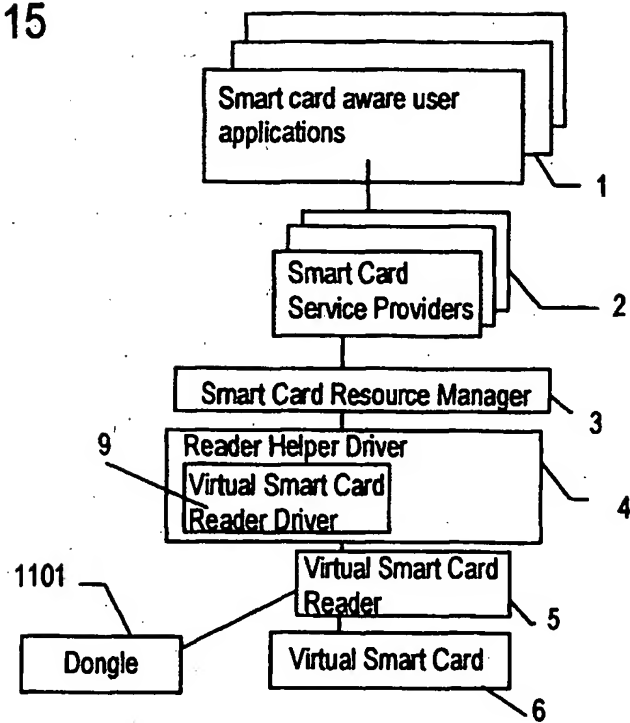 15
Smart card aware user
applications
1
Smart Card
Service Providers
2
Smart Card Resource Manager
3
9
Reader Helper Driver
Virtual Smart Card
Reader Driver
4
1101
Virtual Smart Card
Reader
5
Dongle
Virtual Smart Card
6